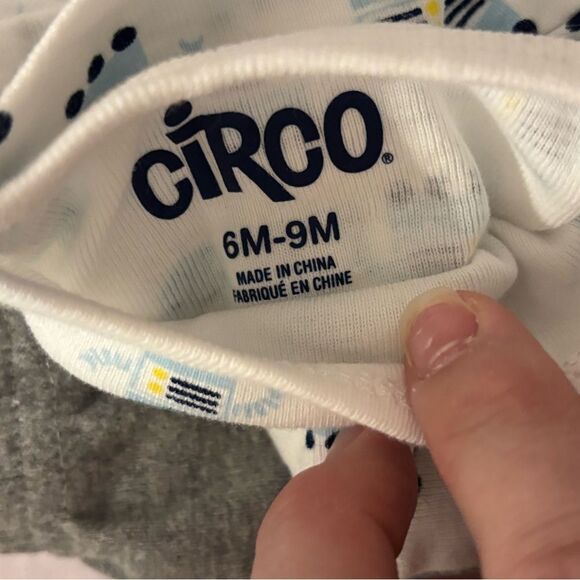 CIRCO®
6M-9M
MADE IN CHINA
FABRIQUÉ EN CHINE